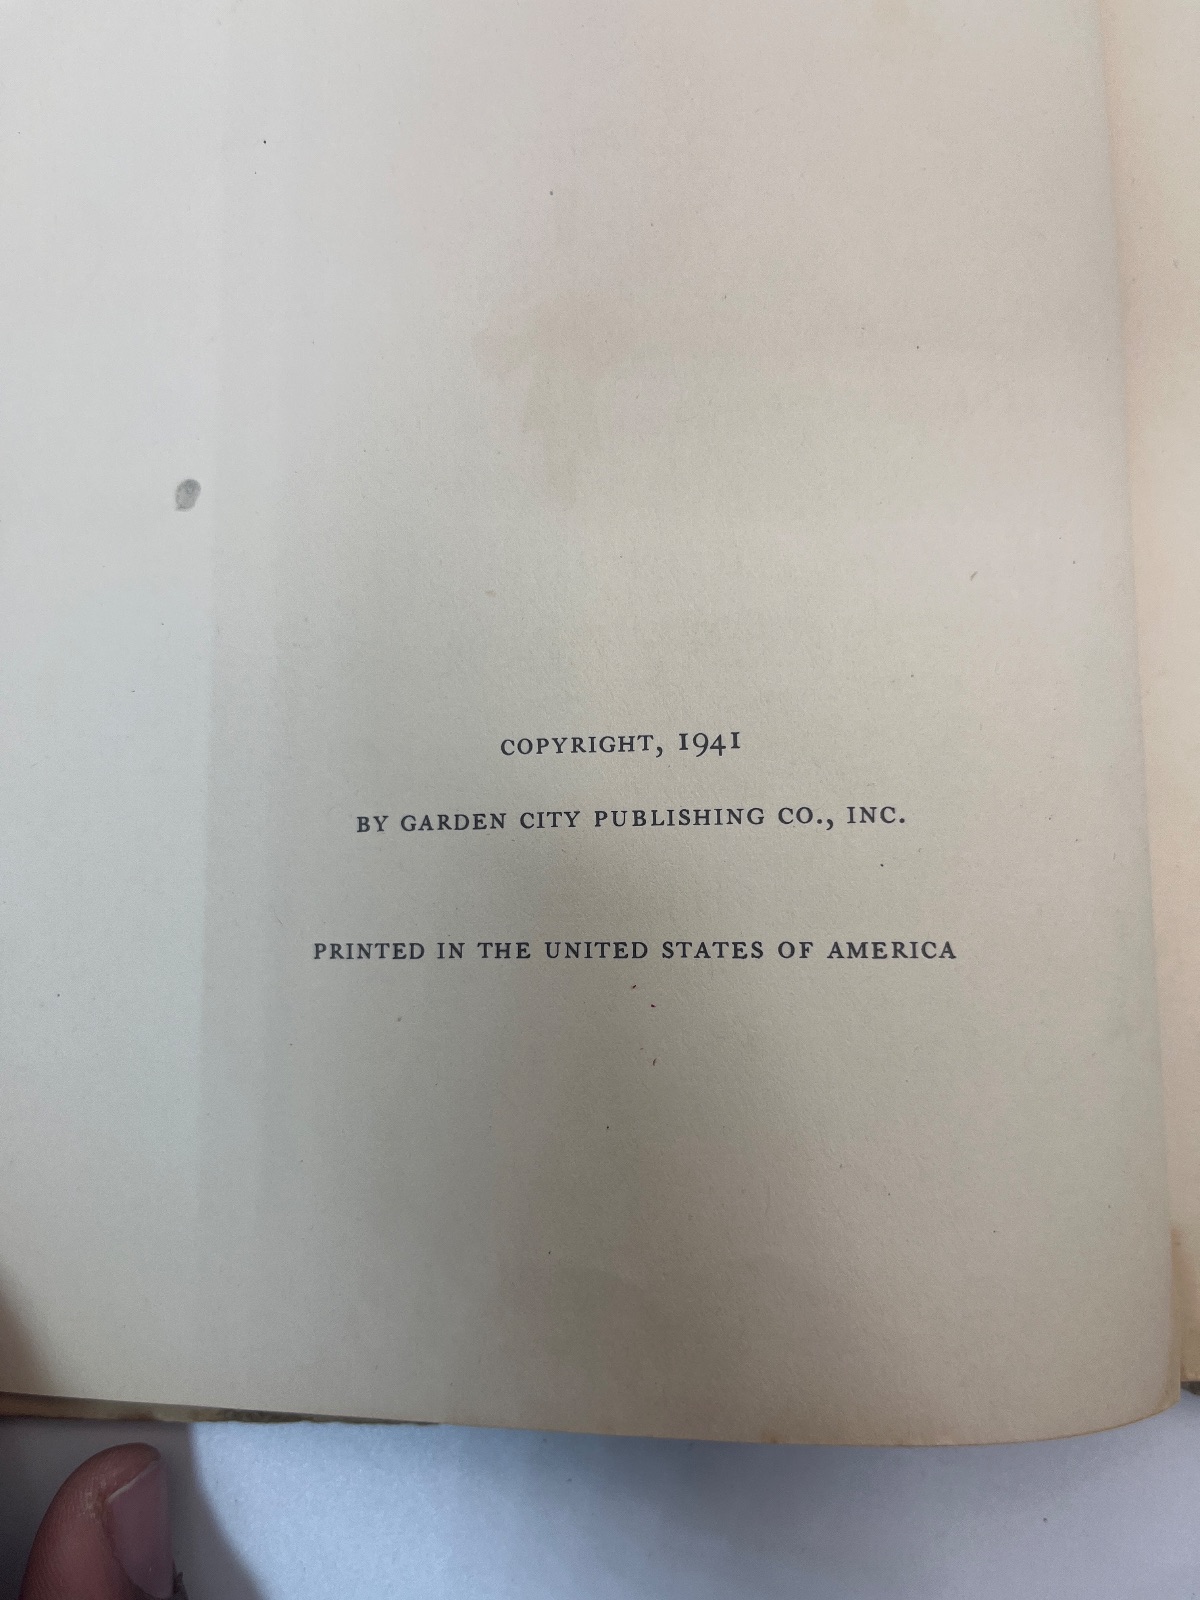 COPYRIGHT, 1941
BY GARDEN CITY PUBLISHING CO., INC.
PRINTED IN THE UNITED STATES OF AMERICA